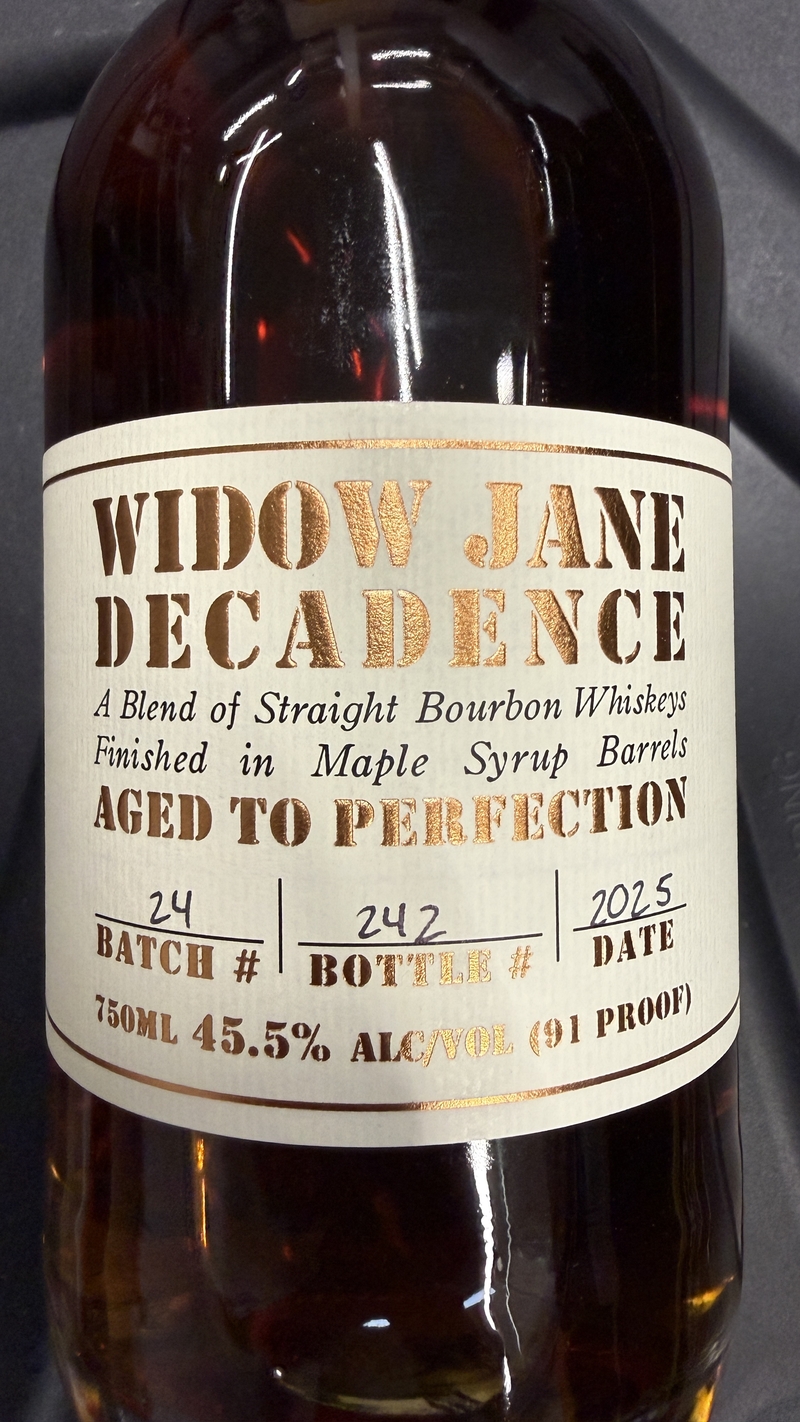 WIDOW JANE
DECADENCE
A Blend of Straight Bourbon Whiskeys
Finished in Maple Syrup Barrels
AGED TO PERFECTION
24 242 2025
BATCH # BOTTLE # DATE
750ML 45.5% ALC/VOL (91 PROOF)